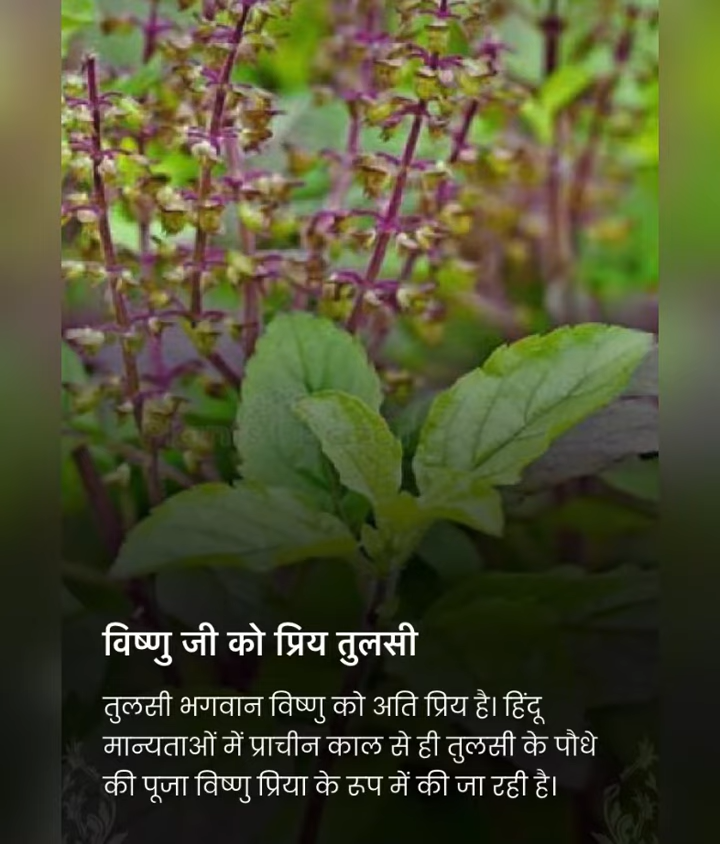 विष्णु जी को प्रिय तुलसी
तुलसी भगवान विष्णु को अति प्रिय है। हिंदू
मान्यताओं में प्राचीन काल से ही तुलसी के पौधे
की पूजा विष्णु प्रिया के रूप में की जा रही है।